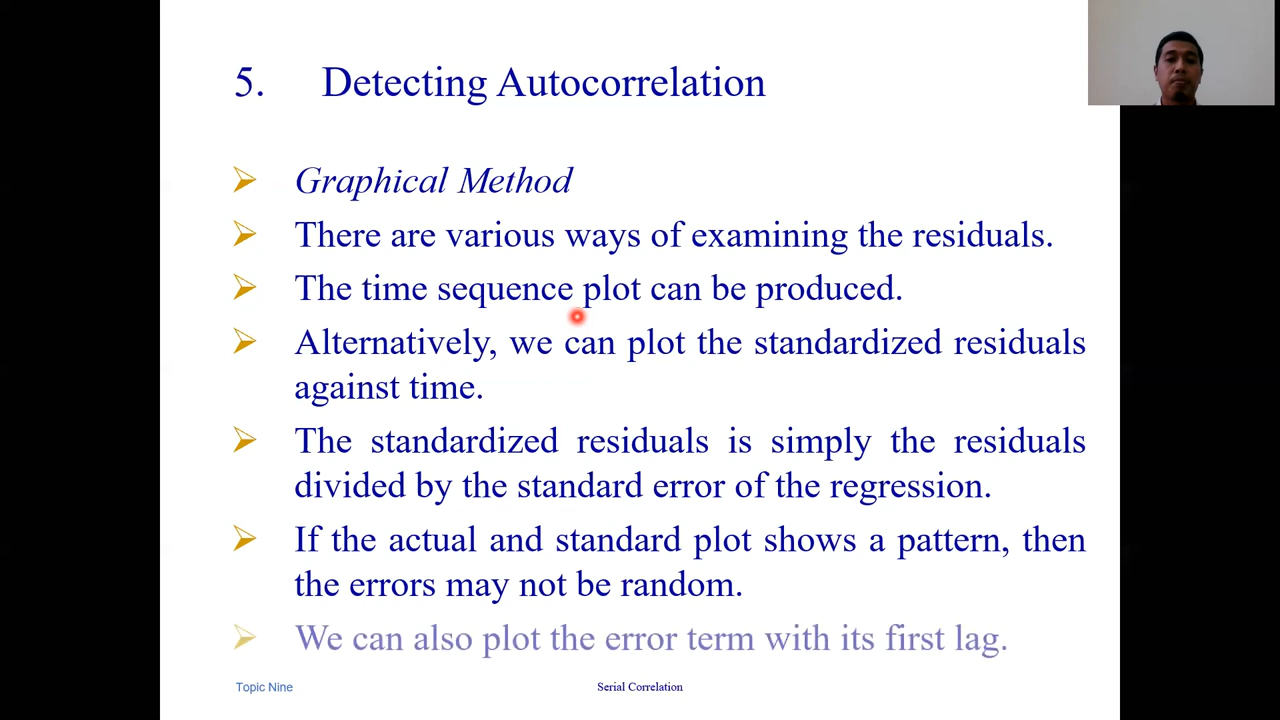 5. Detecting Autocorrelation
Graphical Method
There are various ways of examining the residuals.
The time sequence plot can be produced.
Alternatively, we can plot the standardized residuals
against time.
The standardized residuals is simply the residuals
divided by the standard error of the regression.
If the actual and standard plot shows a pattern, then
the errors may not be random.
We can also plot the error term with its first lag.
Topic Nine
Serial Correlation